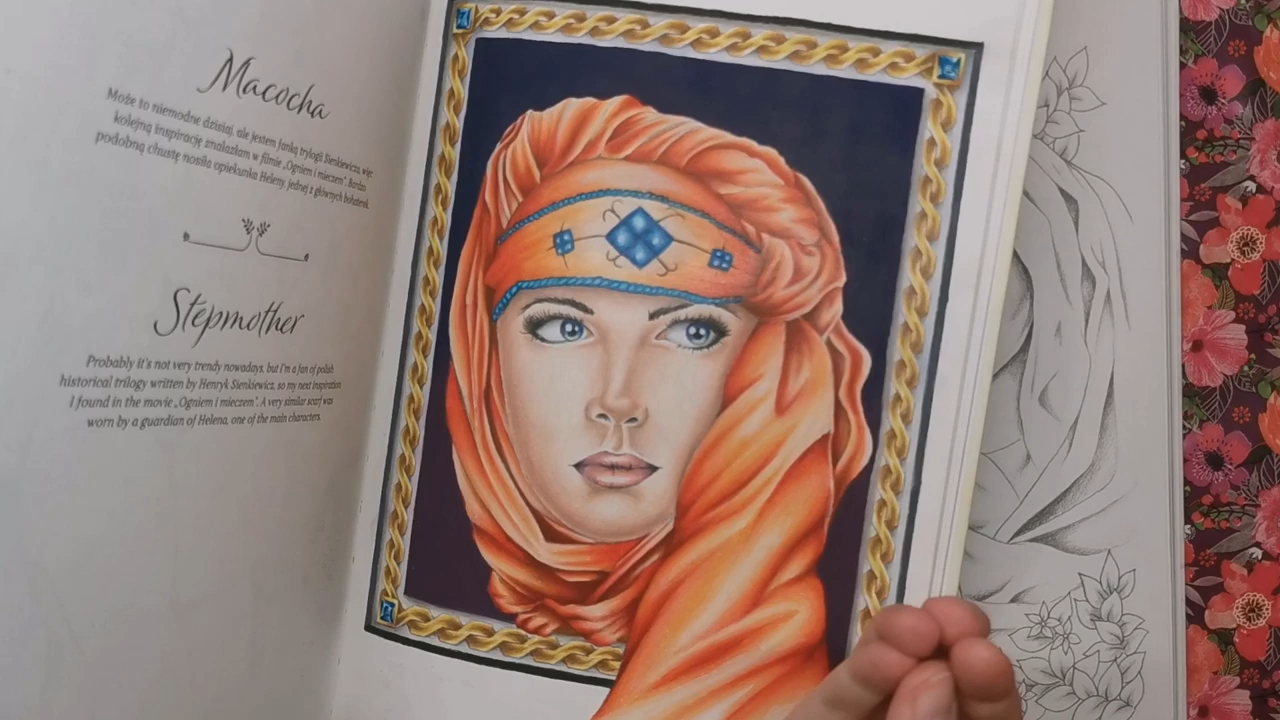 Macocha
Może to niemodne dzisiaj, ale jestem fanką trylogii Sienkiewicza, więc
kolejną inspirację znalazłam w filmie „Ogniem i mieczem”. Bardzo
podobną chustę nosiła opiekunka Heleny, jednej z głównych bohaterek.
Stepmother
Probably it's not very trendy nowadays, but I'm a fan of polish
historical trilogy written by Henryk Sienkiewicz, so my next inspiration
I found in the movie „Ogniem i mieczem”. A very similar scarf was
worn by a guardian of Helena, one of the main characters.